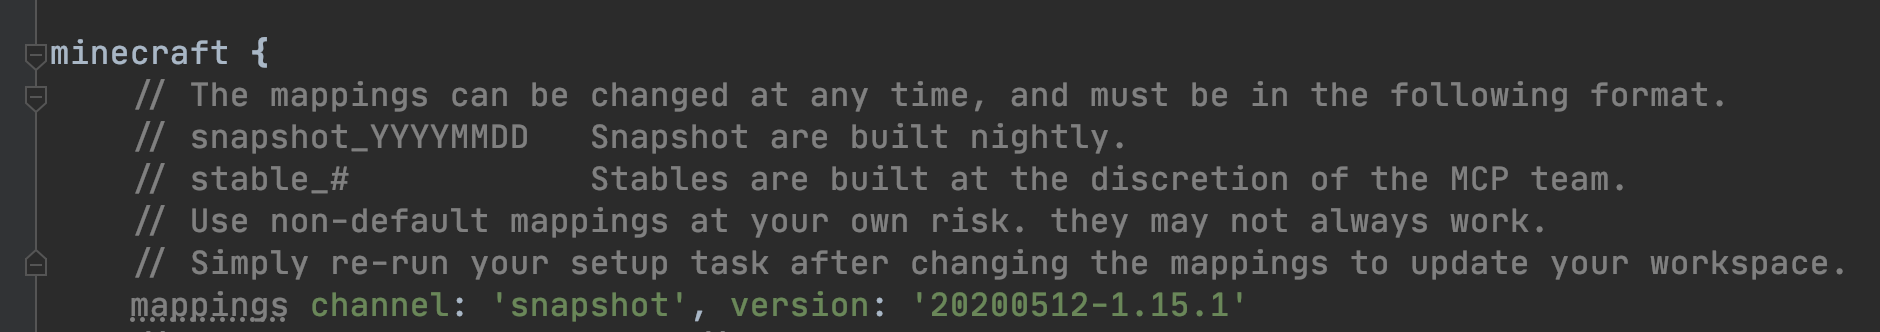 minecraft {
// The mappings can be changed at any time, and must be in the following format.
// snapshot_YYYYMMDD   Snapshot are built nightly.
// stable_#            Stables are built at the discretion of the MCP team.
// Use non-default mappings at your own risk. they may not always work.
// Simply re-run your setup task after changing the mappings to update your workspace.
mappings channel: 'snapshot', version: '20200512-1.15.1'